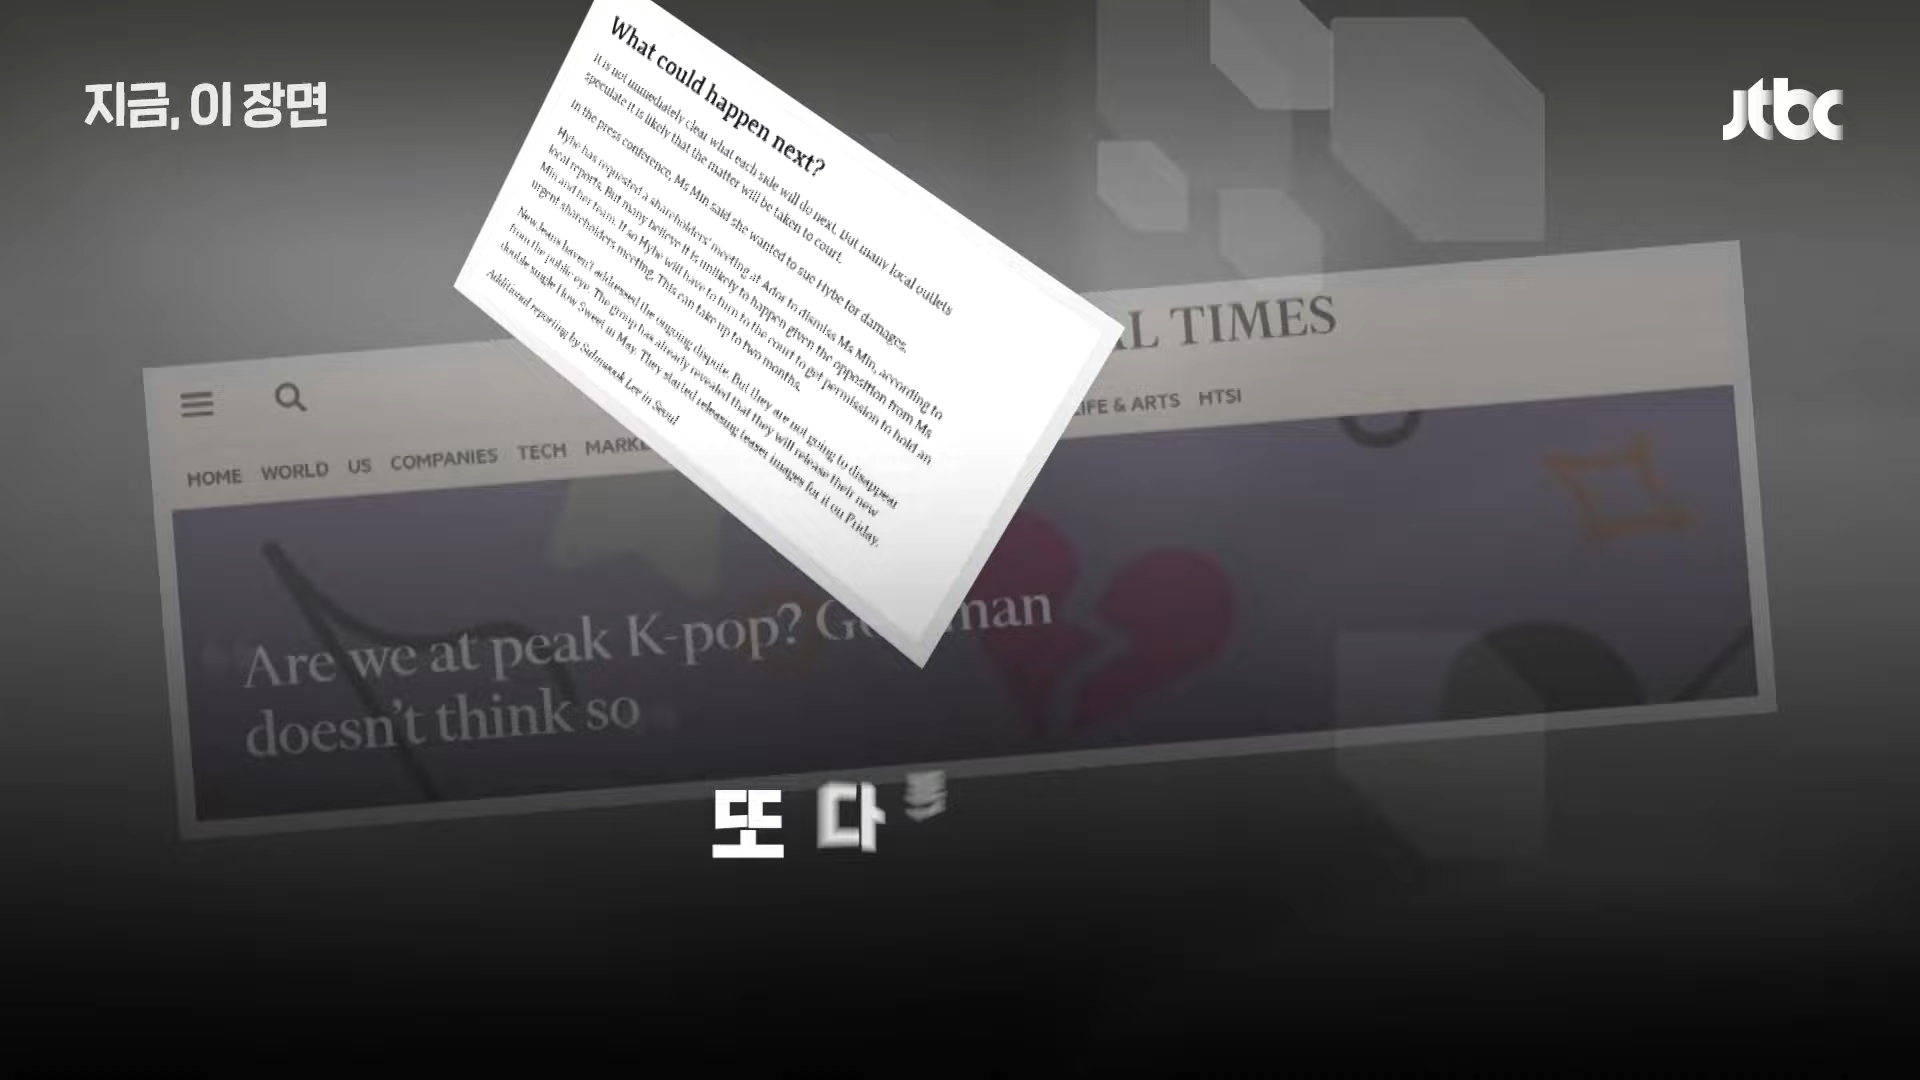 지금, 이 장면
jtbc
What could happen next?
It is not immediately clear what each side will do next. But many local outlets
speculate it is likely that the matter will be taken to court.
In the press conference, Ms Min said she wanted to sue Hybe for damages.
Hybe has requested a shareholders' meeting at Ador to dismiss Ms Min, according to
local reports. But many believe it is unlikely to happen given the opposition from Ms
Min and her team. If so Hybe will have to turn to the court to get permission to hold an
urgent shareholders meeting. This can take up to two months.
NewJeans haven't addressed the ongoing dispute. But they are not going to disappear
from the public eye. The group has already revealed that they will release their new
double single How Sweet in May. They started releasing teaser images for it on Friday.
Additional reporting by in Seoul
TIMES
HOME WORLD US COMPANIES TECH LIFE & ARTS HTSI
Are we at peak K-pop?
doesn't think so
또 다